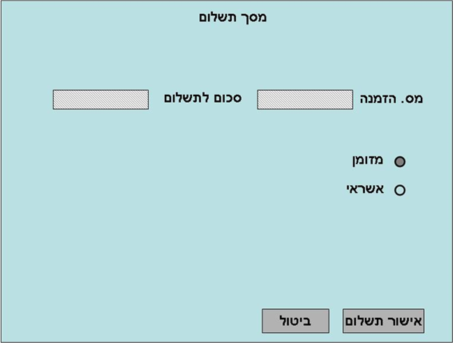 מסך תשלום
מס. הזמנה סכום לתשלום
מזומן
אשראי
אישור תשלום ביטול